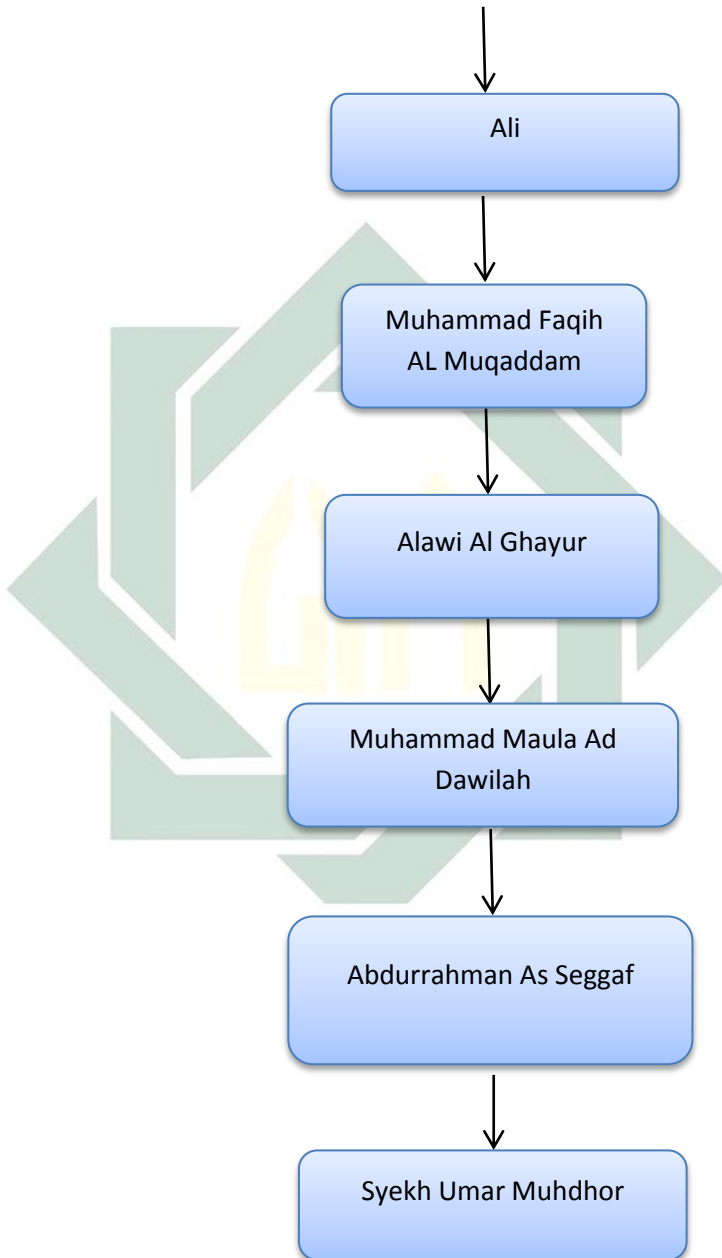 Ali
Muhammad Faqih
AL Muqaddam
Alawi Al Ghayur
Muhammad Maula Ad
Dawilah
Abdurrahman As Seggaf
Syekh Umar Muhdhor